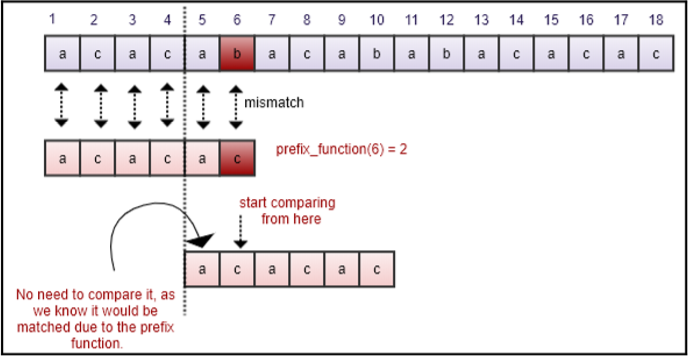 1 2 3 4 5 6 7 8 9 10 11 12 13 14 15 16 17 18
a c a c a b a c a b a b a c a c a c
mismatch
a c a c a c
prefix_function(6) = 2
start comparing
from here
a c a c a c
No need to compare it, as
we know it would be
matched due to the prefix
function.